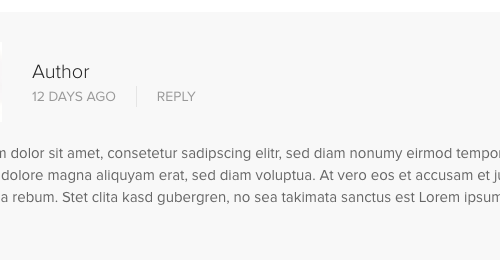 Author
12 DAYS AGO REPLY
dolor sit amet, consetetur sadipscing elitr, sed diam nonumy eirmod tempor
dolore magna aliquyam erat, sed diam voluptua. At vero eos et accusam et
a rebum. Stet clita kasd gubergren, no sea takimata sanctus est Lorem ipsum